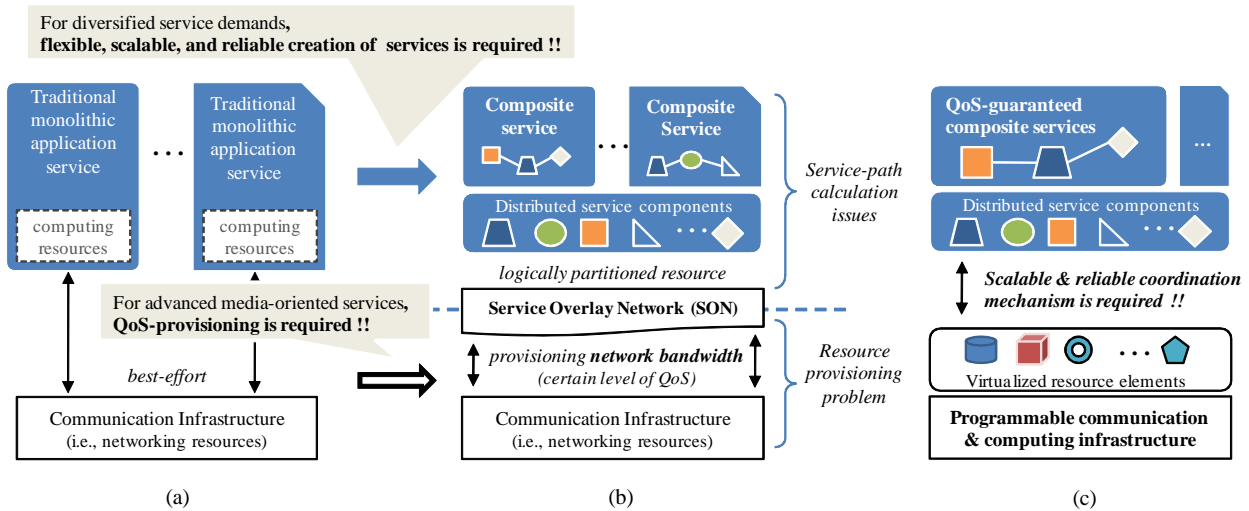 For diversified service demands,
flexible, scalable, and reliable creation of services is required !!
Traditional
monolithic
application
service
computing
resources
...
Traditional
monolithic
application
service
computing
resources
For advanced media-oriented services,
QoS-provisioning is required !!
best-effort
Communication Infrastructure
(i.e., networking resources)
(a)
Composite
service
...
Composite
Service
Distributed service components
...
logically partitioned resource
Service Overlay Network (SON)
provisioning network bandwidth
(certain level of QoS)
Communication Infrastructure
(i.e., networking resources)
Service-path
calculation
issues
Resource
provisioning
problem
(b)
QoS-guaranteed
composite services
...
Distributed service components
...
Scalable & reliable coordination
mechanism is required !!
...
Virtualized resource elements
Programmable communication
& computing infrastructure
(c)